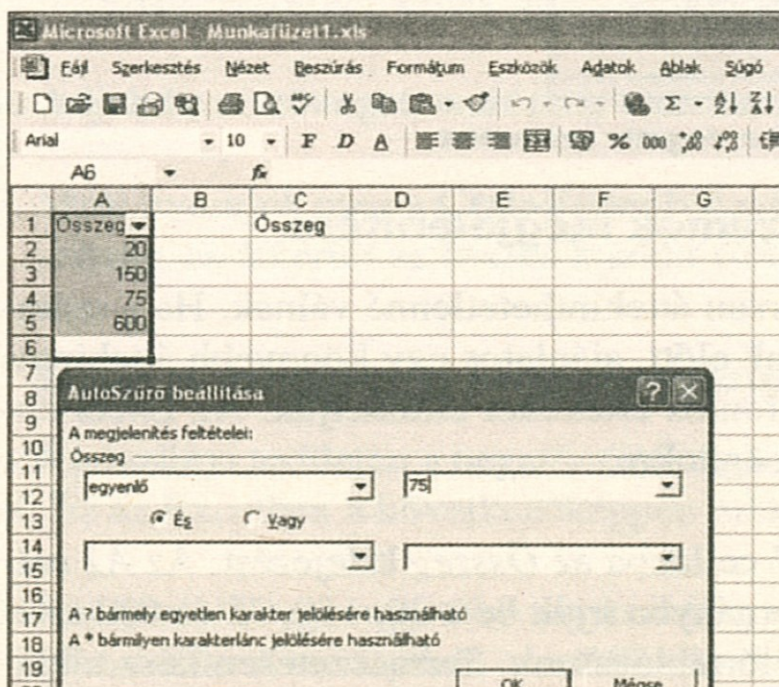 Microsoft Excel - Munkafüzet1.xls
Fájl Szerkesztés Nézet Beszúrás Formátum Eszközök Adatok Ablak Súgó
Arial 10 F D A % 000
A6 fx
A B C D E F G
1 Összeg Összeg
2 20
3 150
4 75
5 600
6
7
8 AutoSzűrő beállítása
9
10 A megjelenítés feltételei:
11 Összeg
12 egyenlő 75
13 És Vagy
14
15
16
17 A ? bármely egyetlen karakter jelölésére használható
18 A * bármilyen karakterlánc jelölésére használható
19
OK Mégse